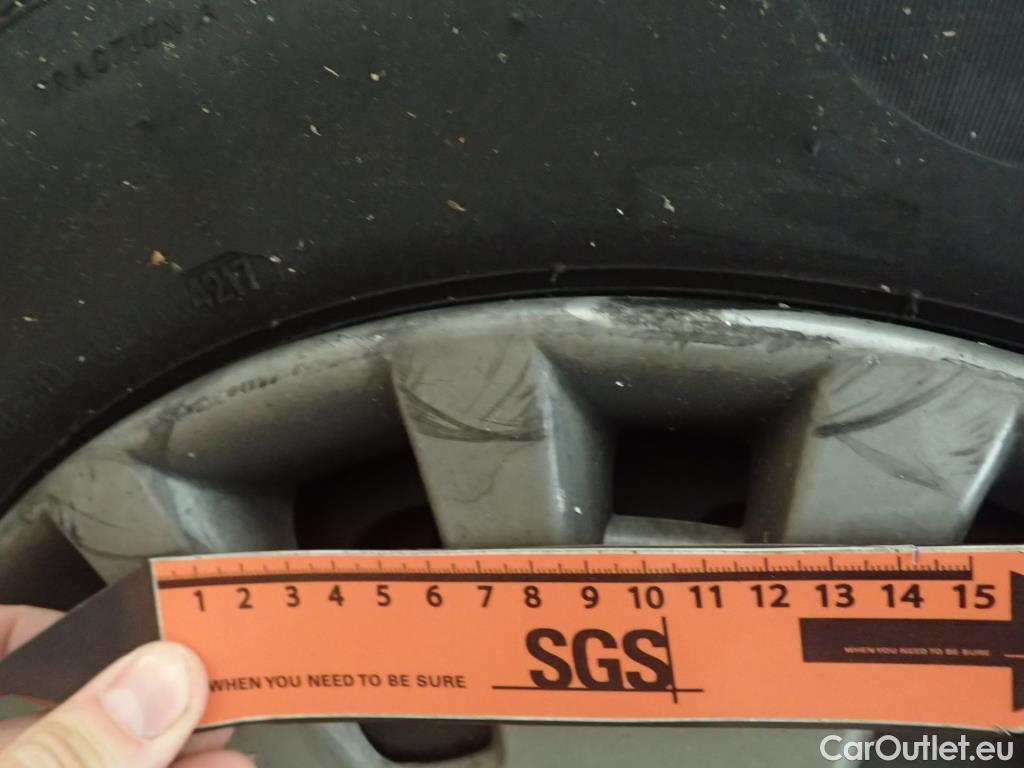 TRACTION A
4217
1 2 3 4 5 6 7 8 9 10 11 12 13 14 15
SGS
WHEN YOU NEED TO BE SURE
WHEN YOU NEED TO BE SURE
CarOutlet.eu